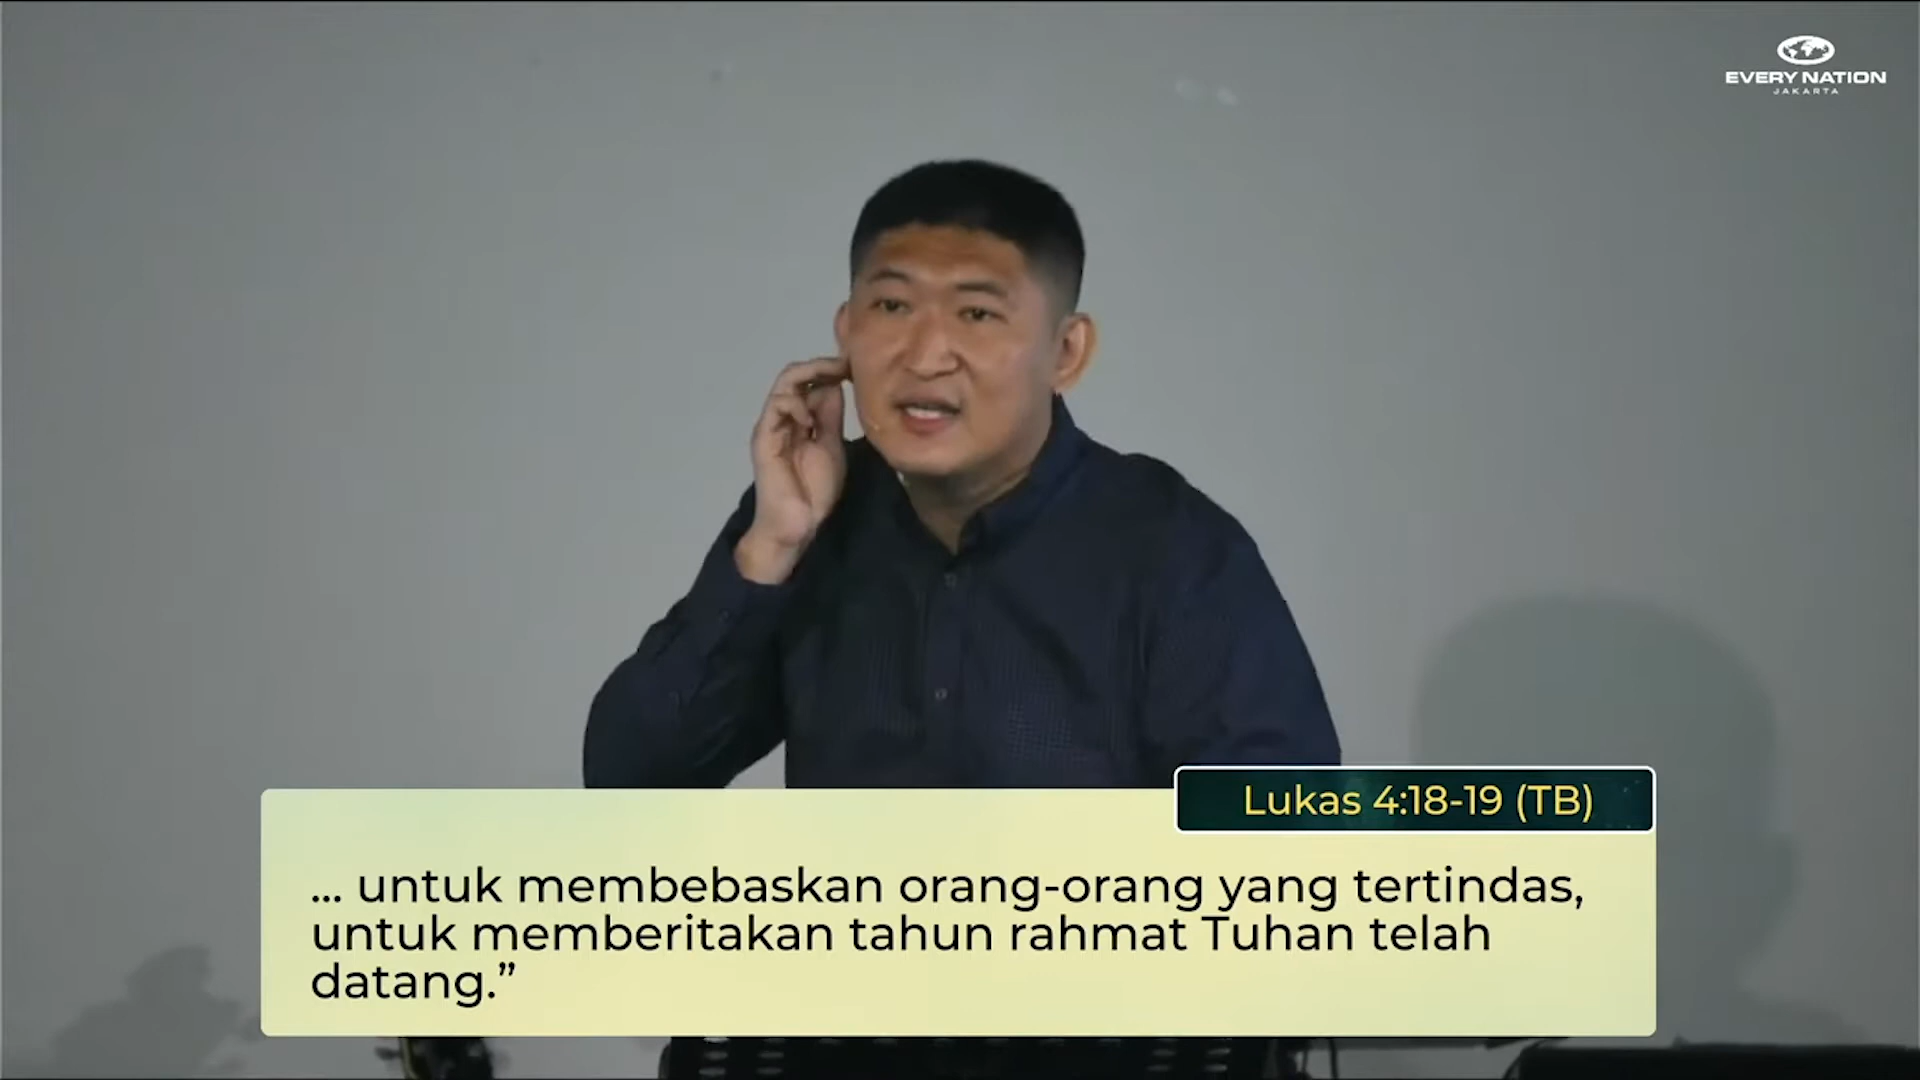 EVERY NATION
JAKARTA
Lukas 4:18-19 (TB)
... untuk membebaskan orang-orang yang tertindas,
untuk memberitakan tahun rahmat Tuhan telah
datang.”